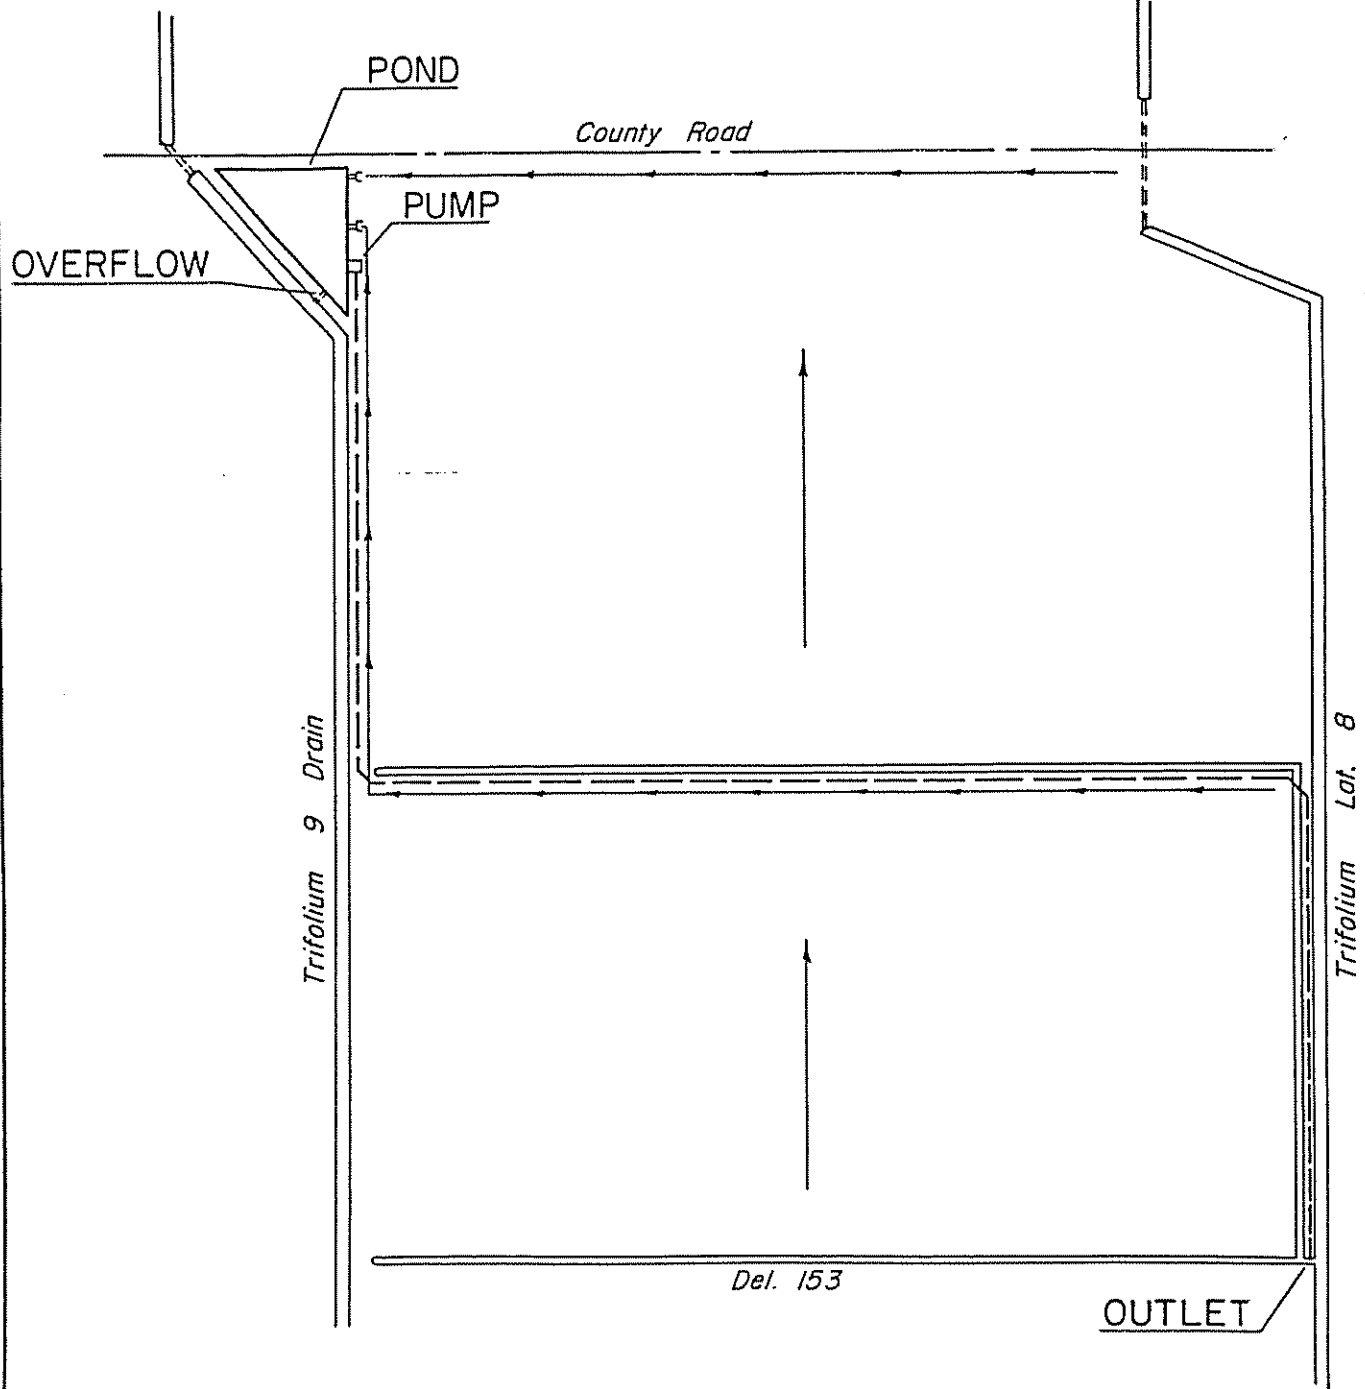 POND
County Road
PUMP
OVERFLOW
Trifolium 9 Drain
Trifolium Lat. 8
Del. 153
OUTLET